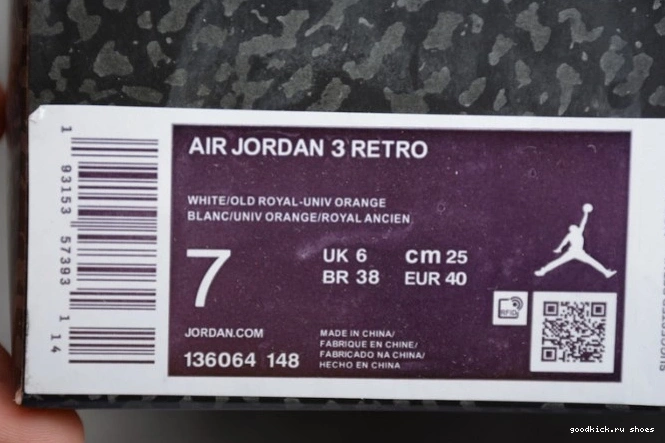 AIR JORDAN 3 RETRO
WHITE/OLD ROYAL-UNIV ORANGE
BLANC/UNIV ORANGE/ROYAL ANCIEN
7
UK 6 cm 25
BR 38 EUR 40
JORDAN.COM
136064 148
MADE IN CHINA/
FABRIQUE EN CHINE/
FABRICADO NA CHINA/
HECHO EN CHINA
RFID
1 93153 57393 1 14
goodkick.ru shoes